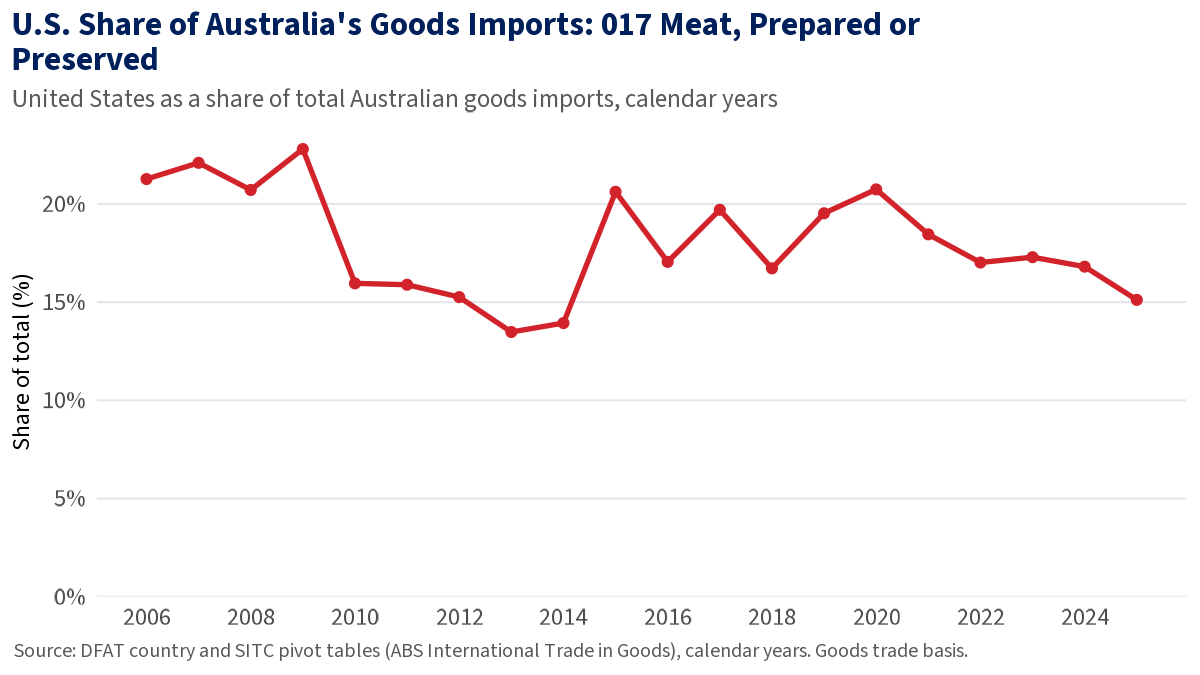 U.S. Share of Australia's Goods Imports: 017 Meat, Prepared or
Preserved
United States as a share of total Australian goods imports, calendar years
Share of total (%)
20%
15%
10%
5%
0%
2006 2008 2010 2012 2014 2016 2018 2020 2022 2024
Source: DFAT country and SITC pivot tables (ABS International Trade in Goods), calendar years. Goods trade basis.